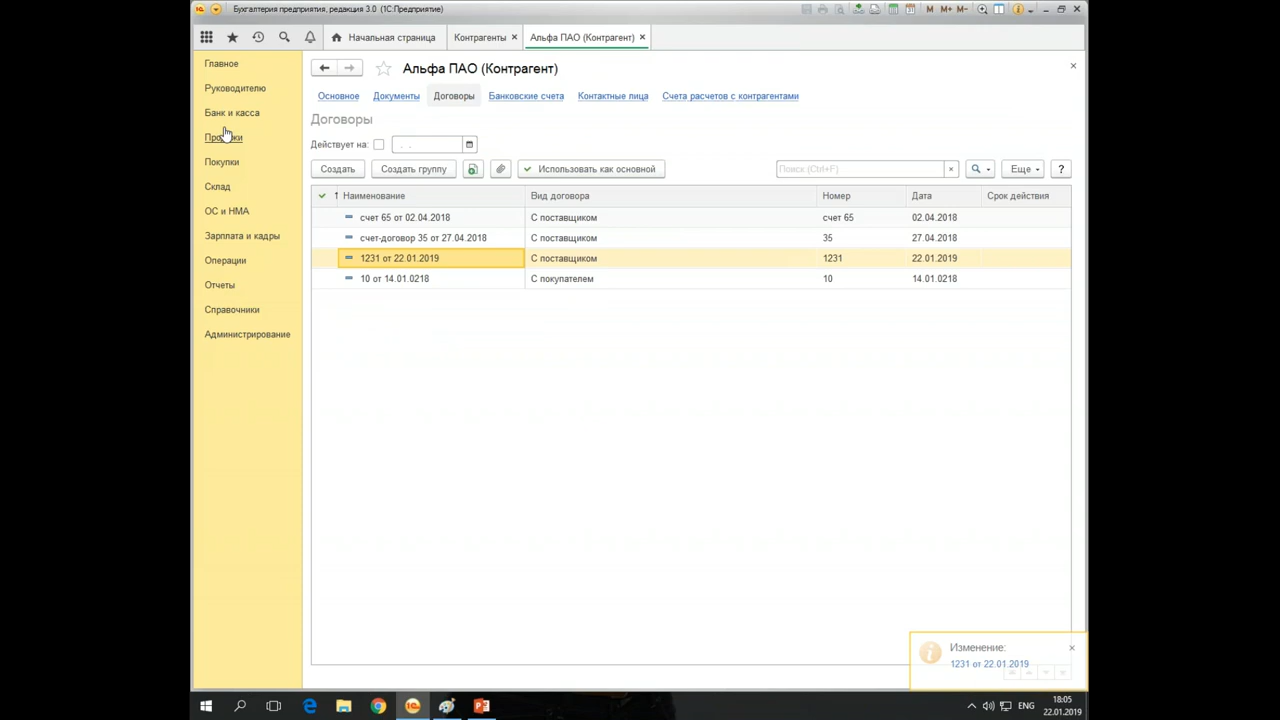 Бухгалтерия предприятия, редакция 3.0 (1С:Предприятие)
M M+ M-
Начальная страница
Контрагенты ×
Альфа ПАО (Контрагент) ×
Главное
Руководителю
Банк и касса
Продажи
Покупки
Склад
ОС и НМА
Зарплата и кадры
Операции
Отчеты
Справочники
Администрирование
Альфа ПАО (Контрагент)
Основное Документы Договоры Банковские счета Контактные лица Счета расчетов с контрагентами
Договоры
Действует на: . .
Создать Создать группу Использовать как основной Поиск (Ctrl+F) × Еще ?
Наименование Вид договора Номер Дата Срок действия
счет 65 от 02.04.2018 С поставщиком счет 65 02.04.2018
счет-договор 35 от 27.04.2018 С поставщиком 35 27.04.2018
1231 от 22.01.2019 С поставщиком 1231 22.01.2019
10 от 14.01.0218 С покупателем 10 14.01.0218
Изменение:
1231 от 22.01.2019
ENG
18:05
22.01.2019